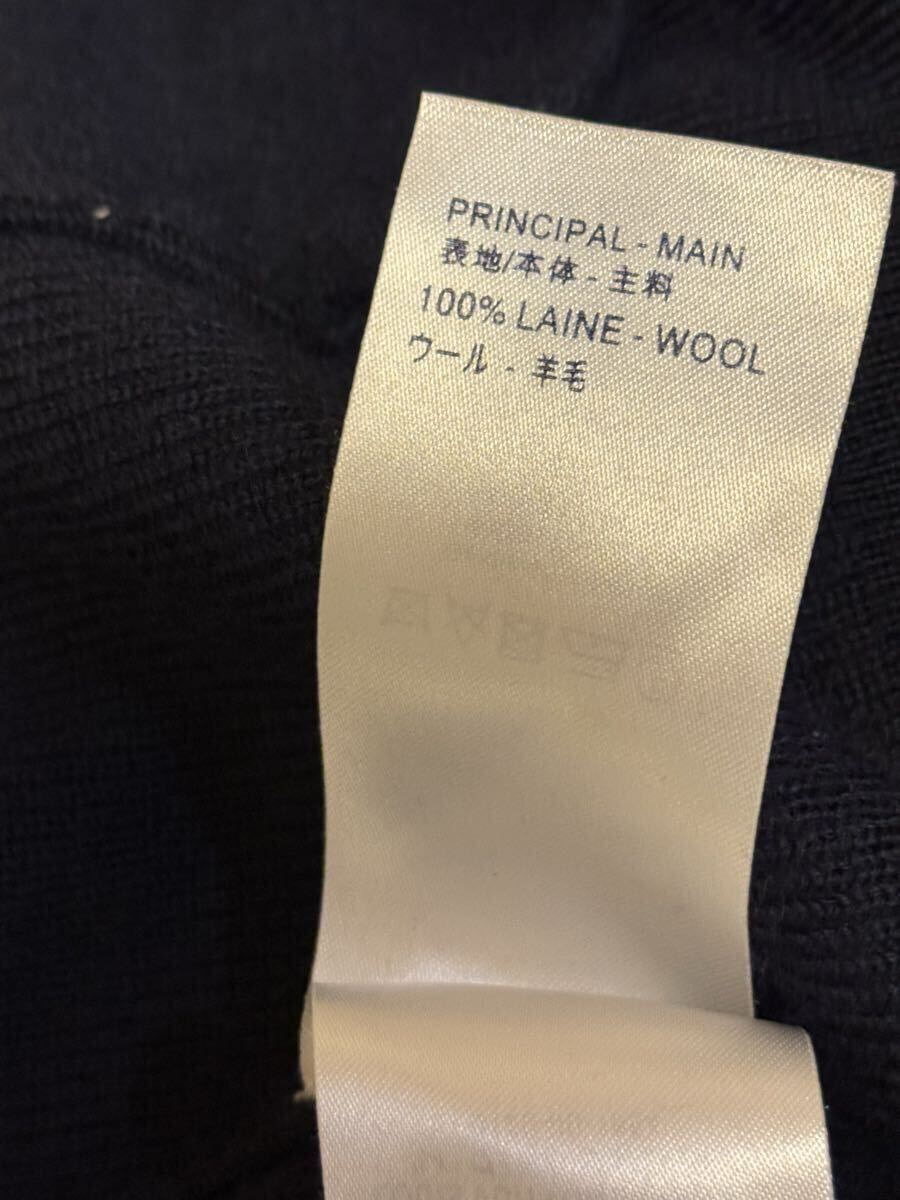 PRINCIPAL - MAIN
表地/本体 - 主料
100% LAINE - WOOL
ウール - 羊毛